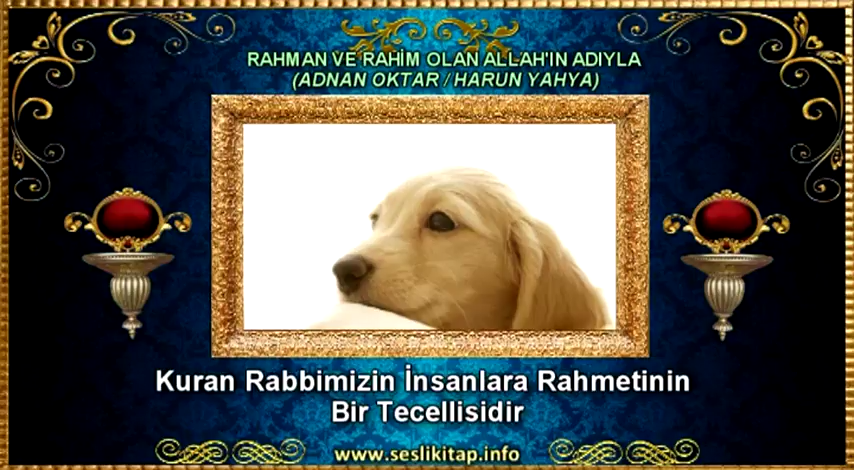 RAHMAN VE RAHİM OLAN ALLAH'IN ADIYLA
(ADNAN OKTAR / HARUN YAHYA)
Kuran Rabbimizin İnsanlara Rahmetinin
Bir Tecellisidir
www.seslikitap.info